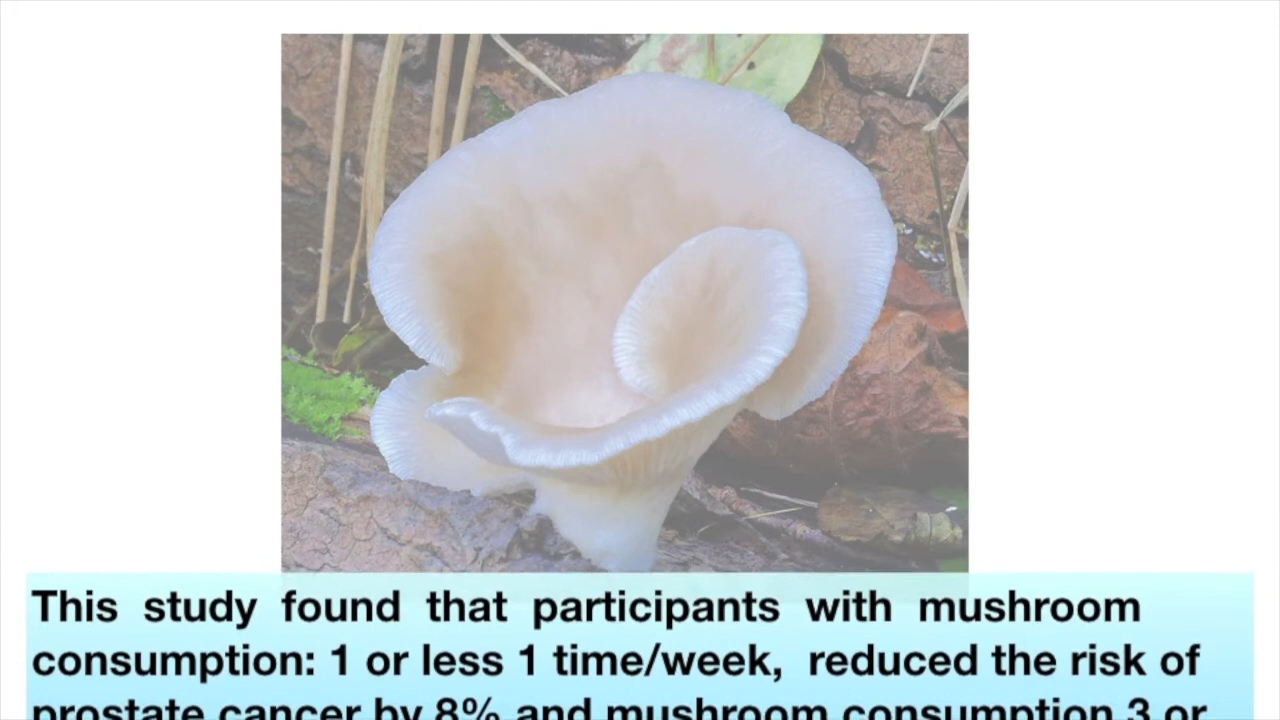 This study found that participants with mushroom
consumption: 1 or less 1 time/week, reduced the risk of
prostate cancer by 8% and mushroom consumption 3 or